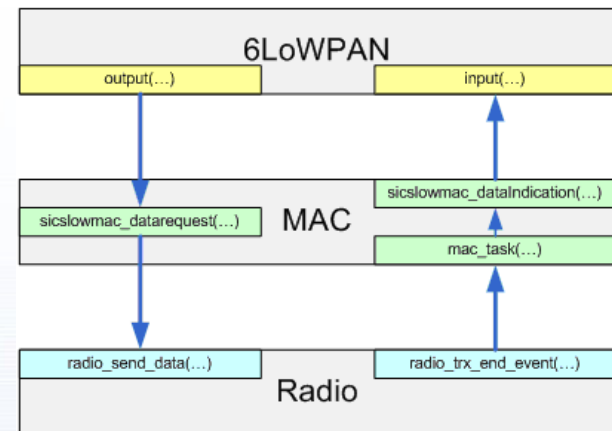 6LoWPAN
output(…)
input(…)
sicslowmac_dataIndication(…)
sicslowmac_datarequest(…)
MAC
mac_task(…)
radio_send_data(…)
radio_trx_end_event(…)
Radio